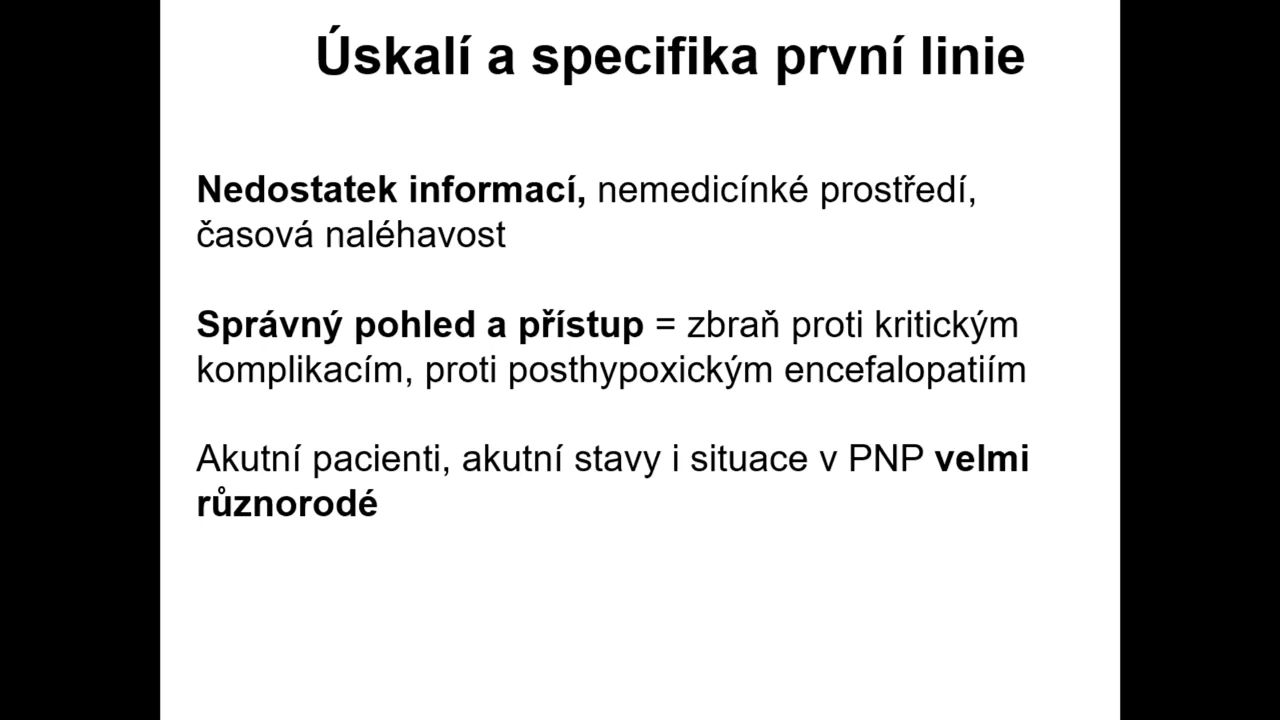 Úskalí a specifika první linie
Nedostatek informací, nemedicínké prostředí,
časová naléhavost
Správný pohled a přístup = zbraň proti kritickým
komplikacím, proti posthypoxickým encefalopatiím
Akutní pacienti, akutní stavy i situace v PNP velmi
různorodé